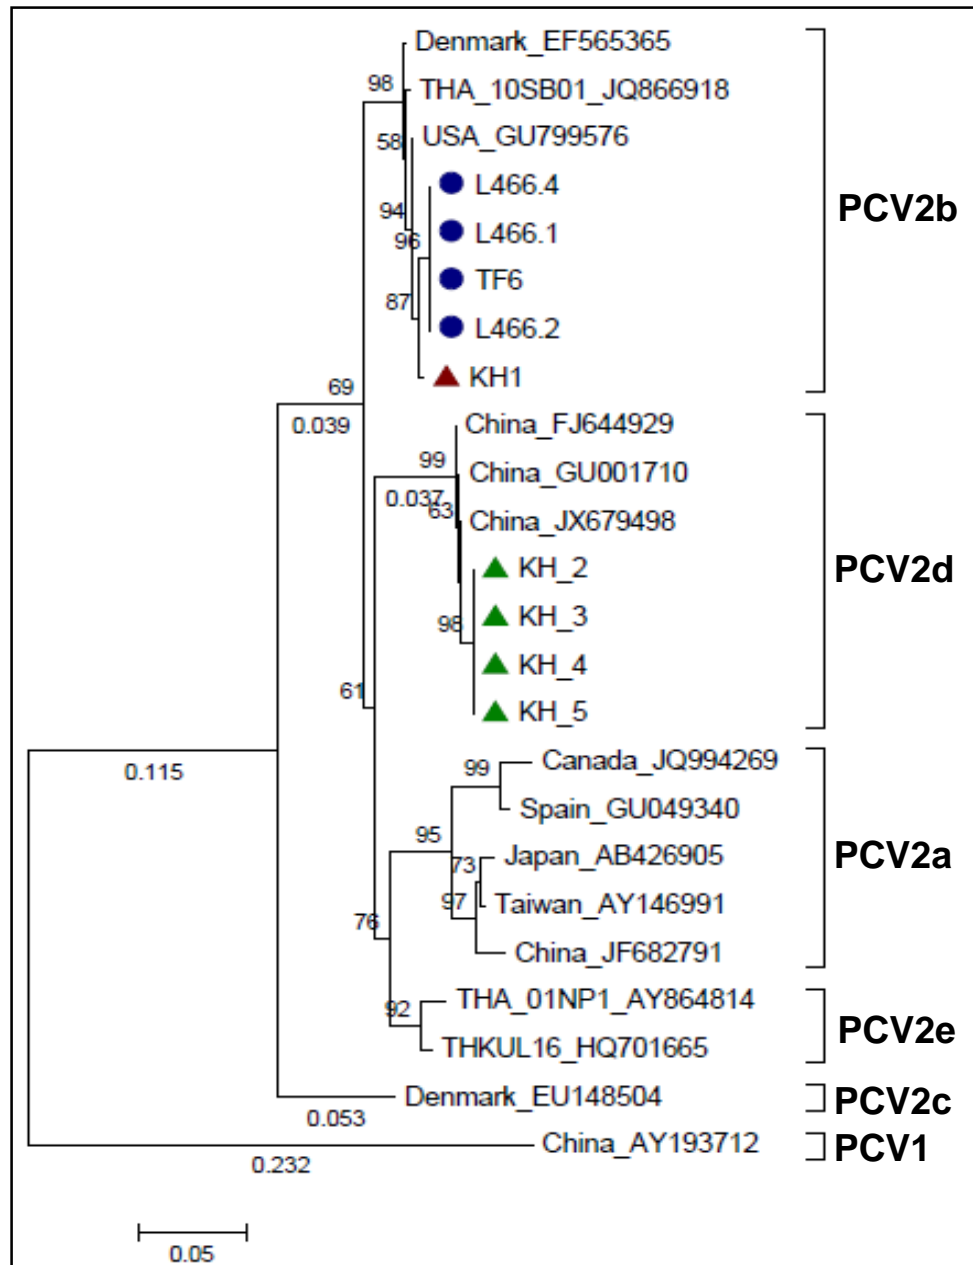 Denmark_EF565365
98
THA_10SB01_JQ866918
58
USA_GU799576
L466.4
94
L466.1
96
PCV2b
TF6
87
L466.2
KH1
69
0.039
China_FJ644929
99
China_GU001710
0.037
63
China_JX679498
KH_2
PCV2d
KH_3
98
KH_4
61
KH_5
0.115
Canada_JQ994269
99
Spain_GU049340
95
Japan_AB426905
PCV2a
73
Taiwan_AY146991
97
76
China_JF682791
THA_01NP1_AY864814
92
PCV2e
THKUL16_HQ701665
Denmark_EU148504
PCV2c
0.053
China_AY193712
PCV1
0.232
0.05